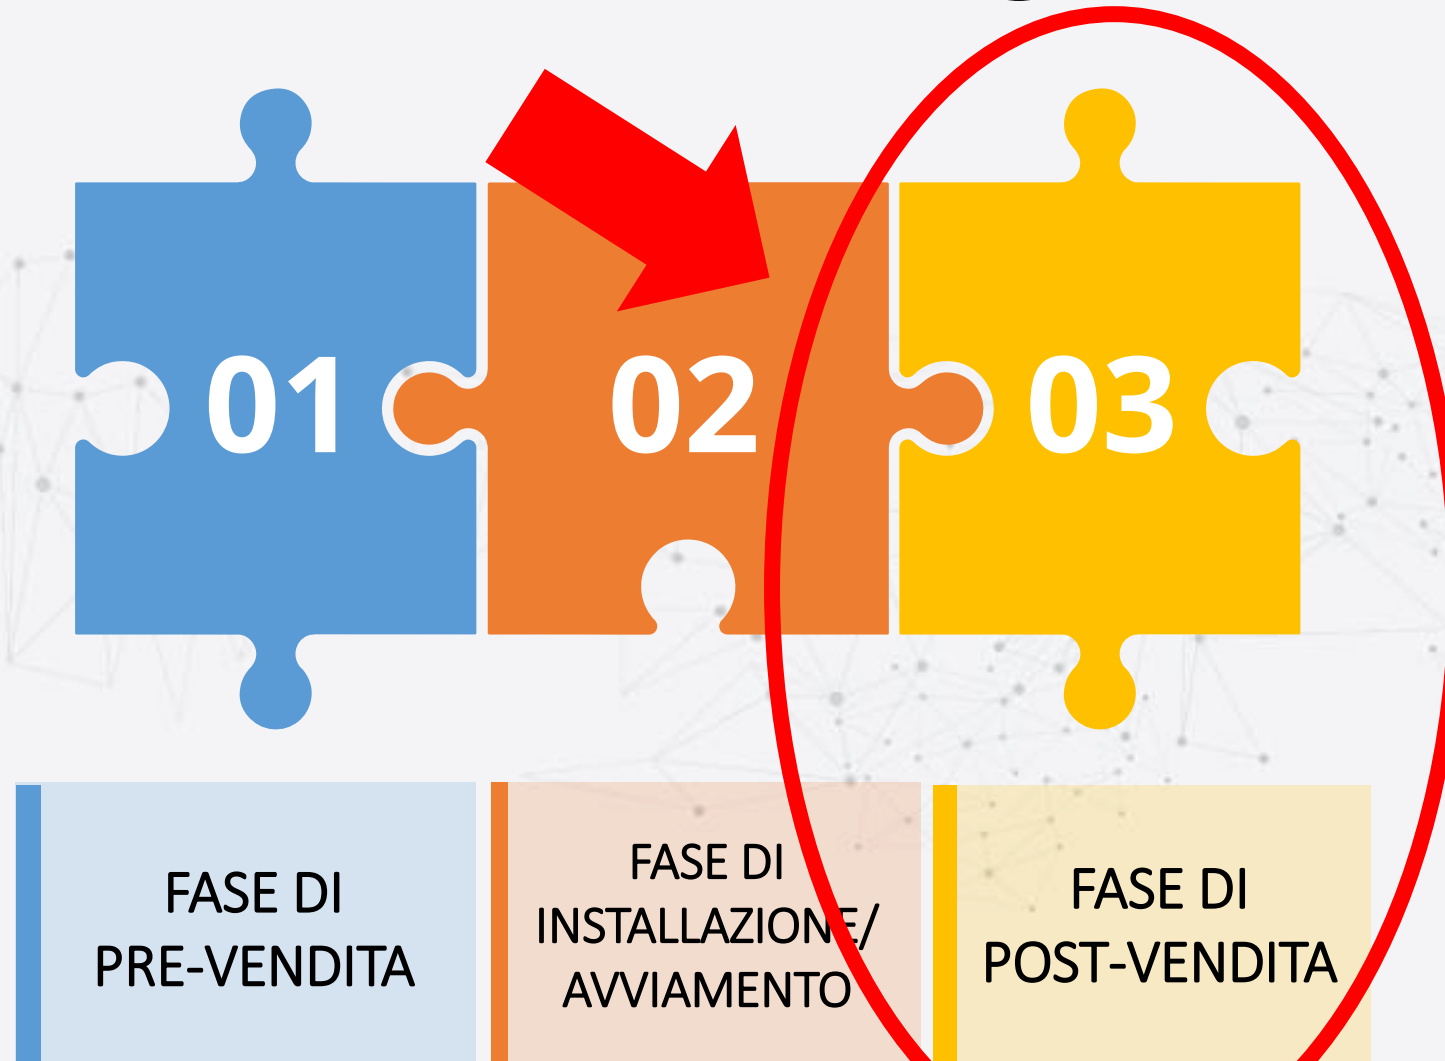 01
02
03
FASE DI
PRE-VENDITA
FASE DI
INSTALLAZIONE/
AVVIAMENTO
FASE DI
POST-VENDITA